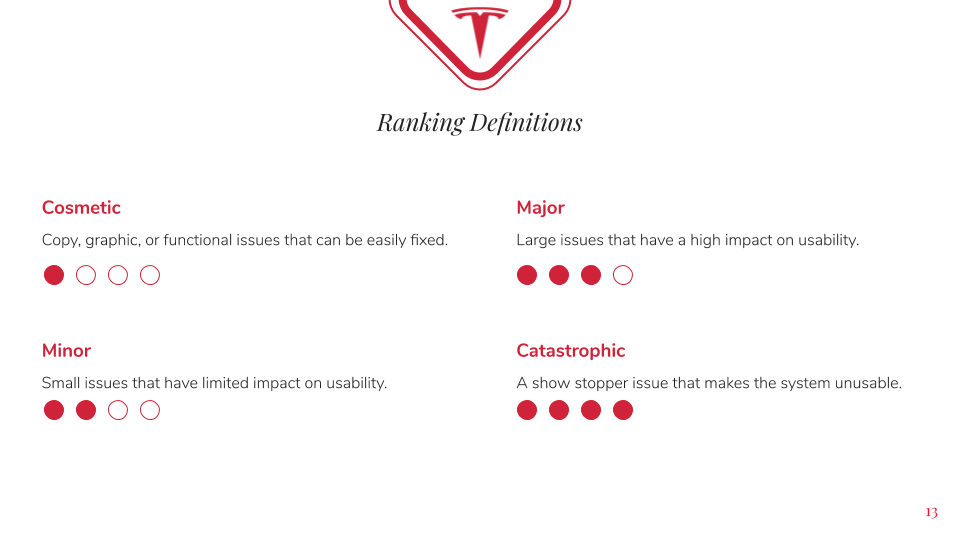 Ranking Definitions
Cosmetic
Copy, graphic, or functional issues that can be easily fixed.
Minor
Small issues that have limited impact on usability.
Major
Large issues that have a high impact on usability.
Catastrophic
A show stopper issue that makes the system unusable.
13